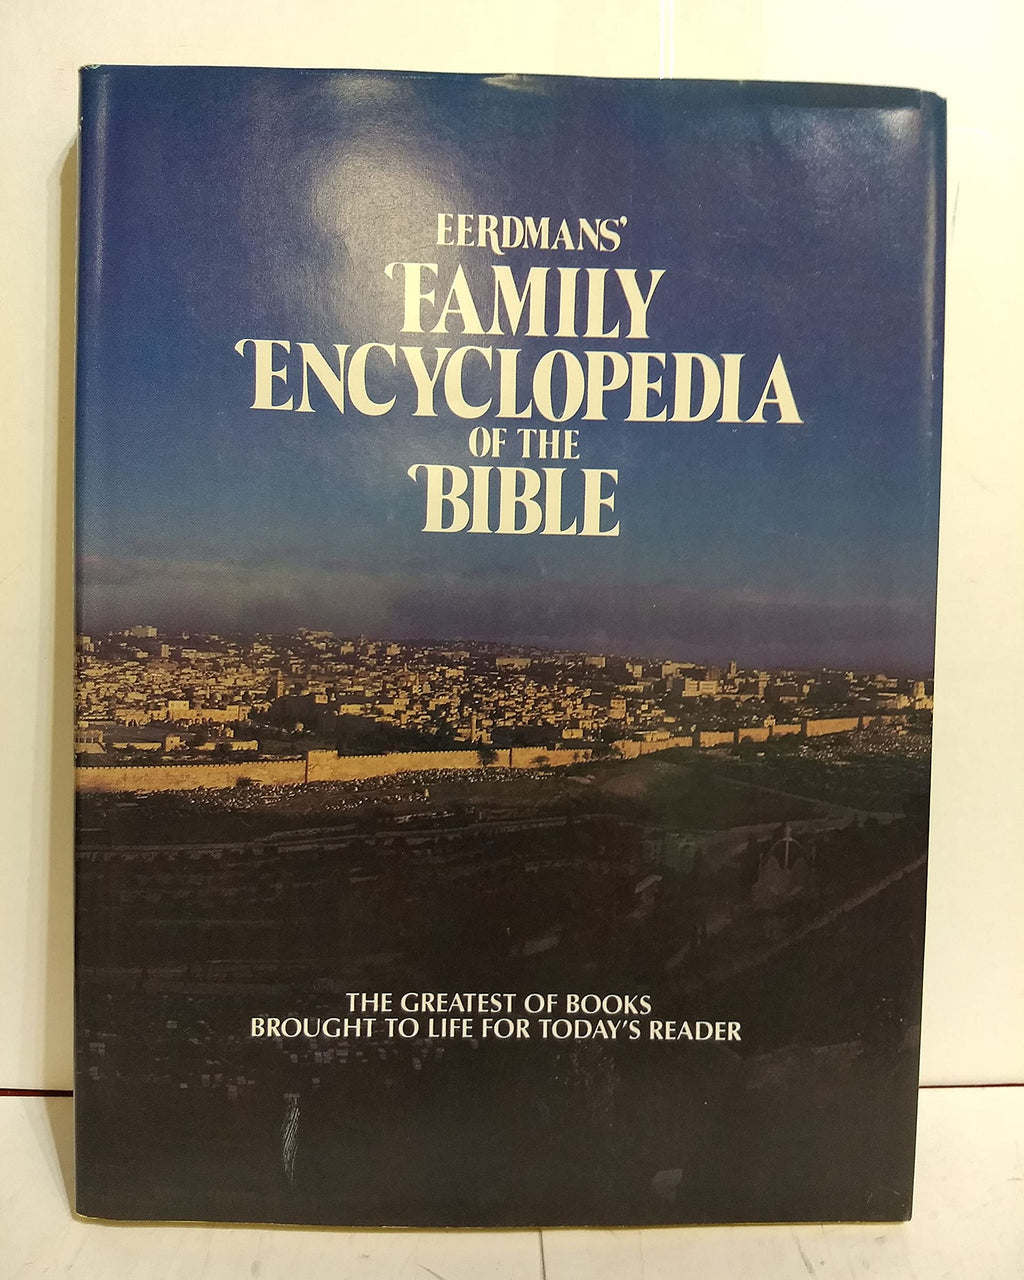 EERDMANS'
FAMILY
ENCYCLOPEDIA
OF THE
BIBLE
THE GREATEST OF BOOKS
BROUGHT TO LIFE FOR TODAY'S READER